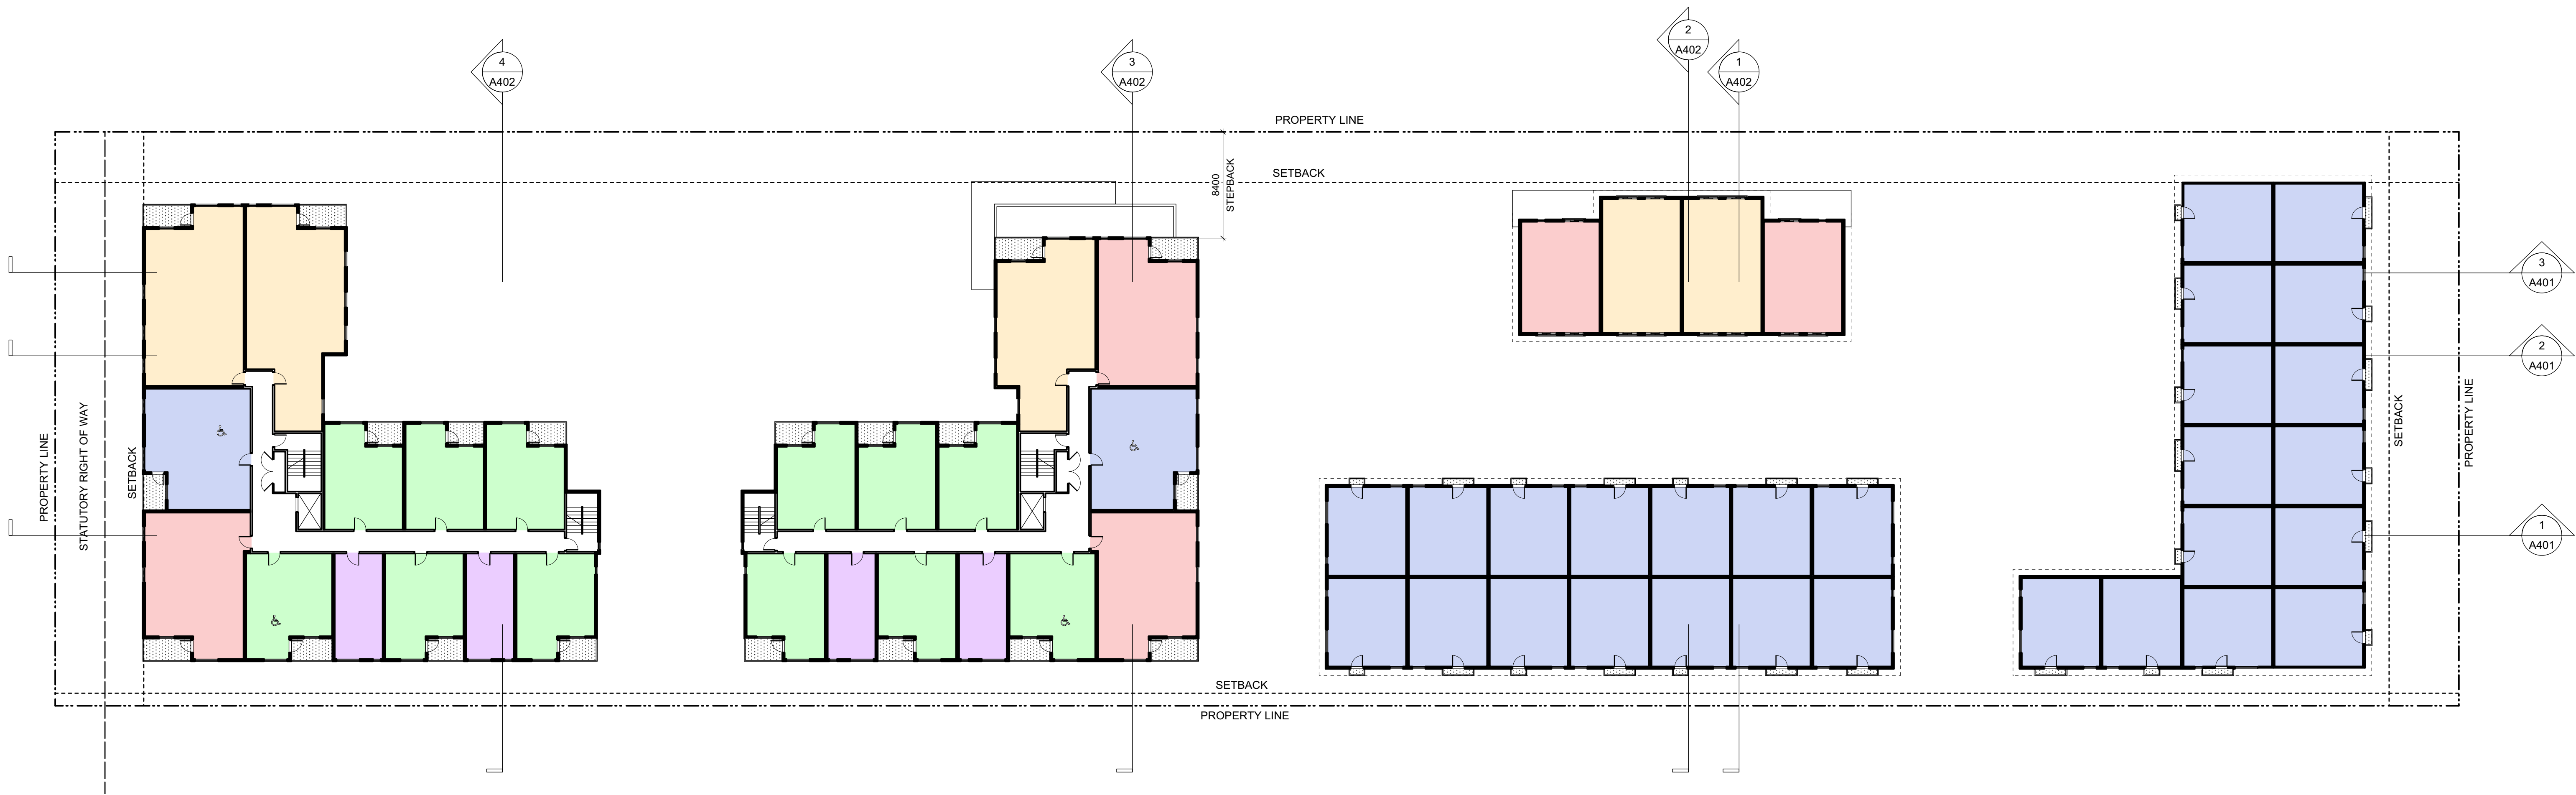 2
A402
4
A402
3
A402
1
A402
PROPERTY LINE
8400
STEPBACK
SETBACK
3
A401
2
A401
1
A401
PROPERTY LINE
STATUTORY RIGHT OF WAY
SETBACK
SETBACK
PROPERTY LINE
SETBACK
PROPERTY LINE